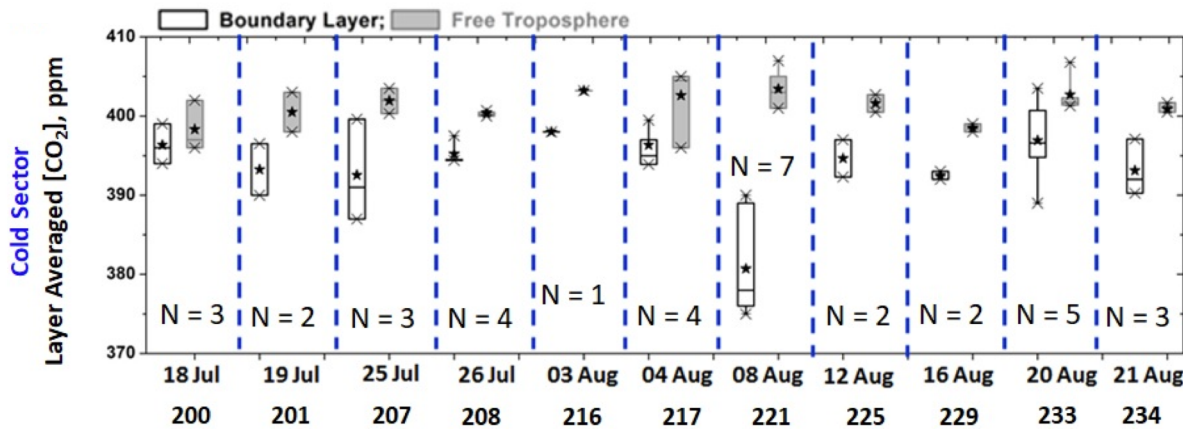 Boundary Layer; Free Troposphere
Cold Sector
Layer Averaged [CO₂], ppm
410
400
390
380
370
N = 3
N = 2
N = 3
N = 4
N = 1
N = 4
N = 7
N = 2
N = 2
N = 5
N = 3
18 Jul 19 Jul 25 Jul 26 Jul 03 Aug 04 Aug 08 Aug 12 Aug 16 Aug 20 Aug 21 Aug
200 201 207 208 216 217 221 225 229 233 234